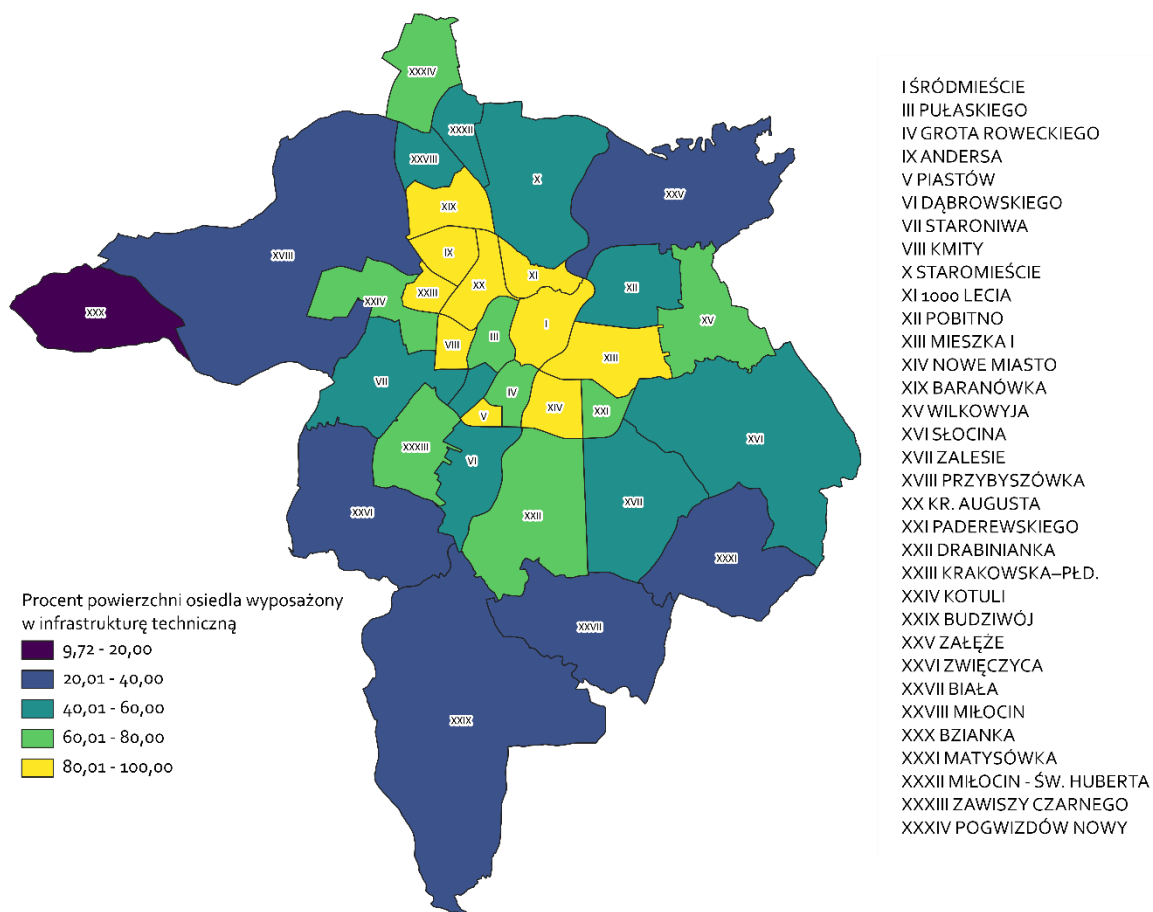 XXXIV
XXXII
XXVIII
X
XXV
XIX
IX
XVIII
XX
XI
XII
XXIII
XXIV
XXX
I
XV
III
VIII
XIII
VII
IV
XIV
XXI
V
XVI
XXXIII
VI
XXII
XVII
XXVI
XXXI
XXVII
XXIX
Procent powierzchni osiedla wyposażony
w infrastrukturę techniczną
9,72 - 20,00
20,01 - 40,00
40,01 - 60,00
60,01 - 80,00
80,01 - 100,00
I ŚRÓDMIEŚCIE
III PUŁASKIEGO
IV GROTA ROWECKIEGO
IX ANDERSA
V PIASTÓW
VI DĄBROWSKIEGO
VII STARONIWA
VIII KMITY
X STAROMIEŚCIE
XI 1000 LECIA
XII POBITNO
XIII MIESZKA I
XIV NOWE MIASTO
XIX BARANÓWKA
XV WILKOWYJA
XVI SŁOCINA
XVII ZALESIE
XVIII PRZYBYSZÓWKA
XX KR. AUGUSTA
XXI PADEREWSKIEGO
XXII DRABINIANKA
XXIII KRAKOWSKA–PŁD.
XXIV KOTULI
XXIX BUDZIWÓJ
XXV ZAŁĘŻE
XXVI ZWIĘCZYCA
XXVII BIAŁA
XXVIII MIŁOCIN
XXX BZIANKA
XXXI MATYSÓWKA
XXXII MIŁOCIN - ŚW. HUBERTA
XXXIII ZAWISZY CZARNEGO
XXXIV POGWIZDÓW NOWY